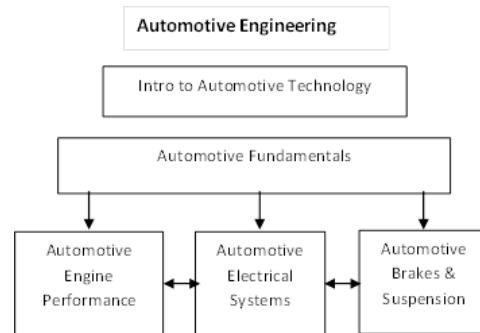 Automotive Engineering
Intro to Automotive Technology
Automotive Fundamentals
Automotive
Engine
Performance
Automotive
Electrical
Systems
Automotive
Brakes &
Suspension